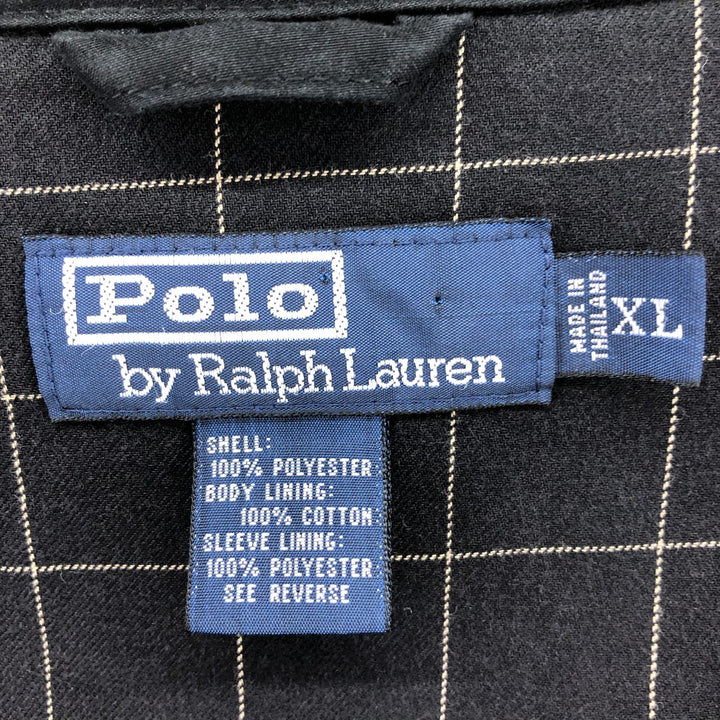 Polo
by Ralph Lauren
MADE IN
THAILAND
XL
SHELL:
100% POLYESTER
BODY LINING:
100% COTTON
SLEEVE LINING:
100% POLYESTER
SEE REVERSE